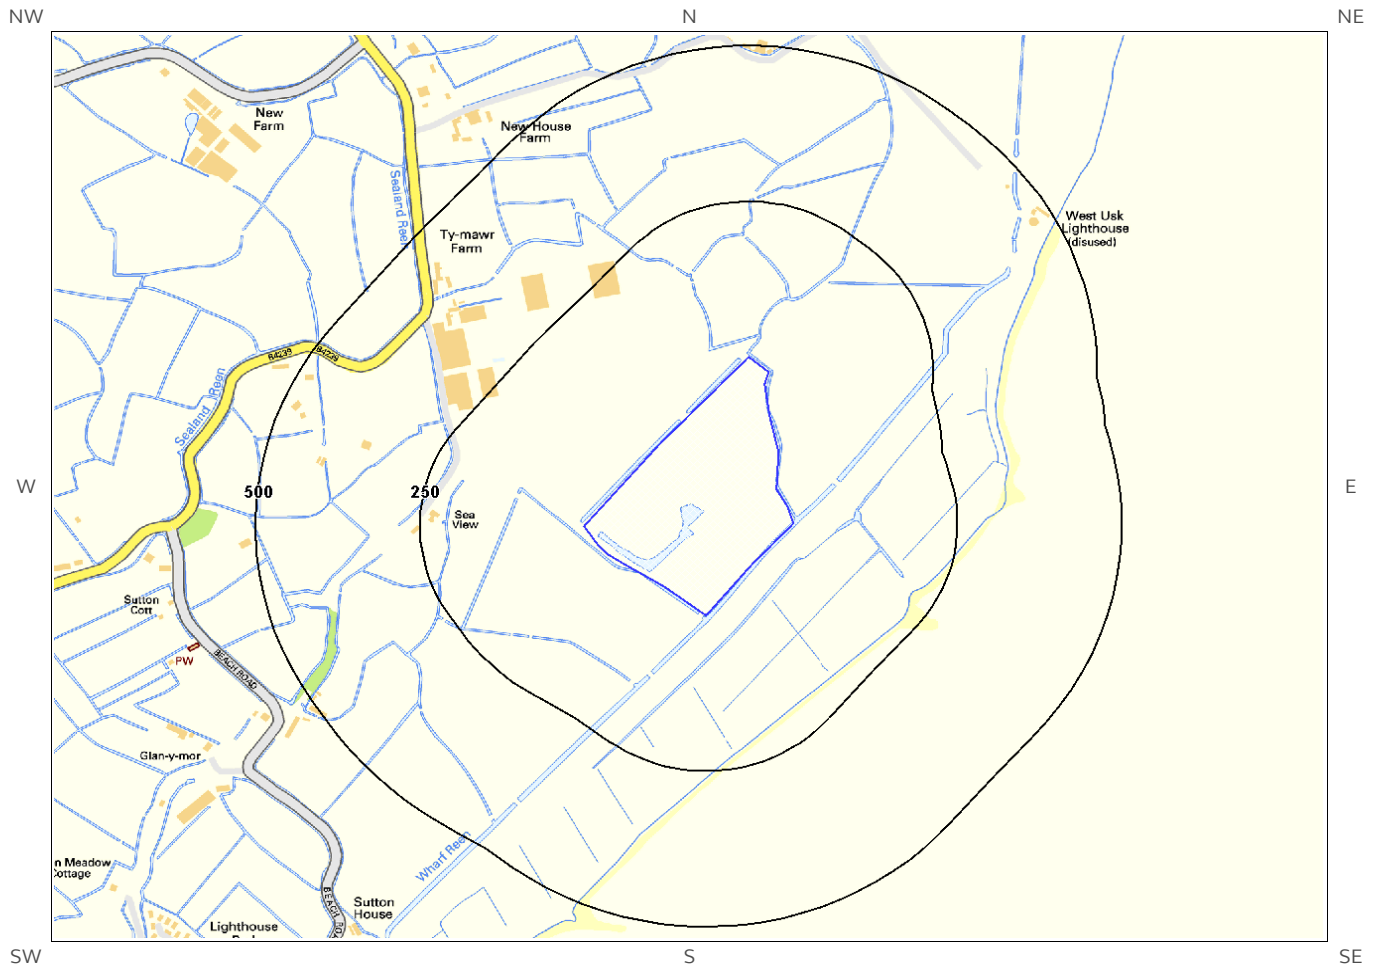 NW
N
NE
New
Farm
New House
Farm
Sealand Reen
West Usk
Lighthouse
(disused)
Ty-mawr
Farm
B4239
B4239
Sealand Reen
W
500
250
E
Sea
View
Sutton
Cott
PW
BEACH ROAD
Glan-y-mor
Wharf Reen
n Meadow
Cottage
BEACH ROA
Sutton
House
Lighthouse
SW
S
SE